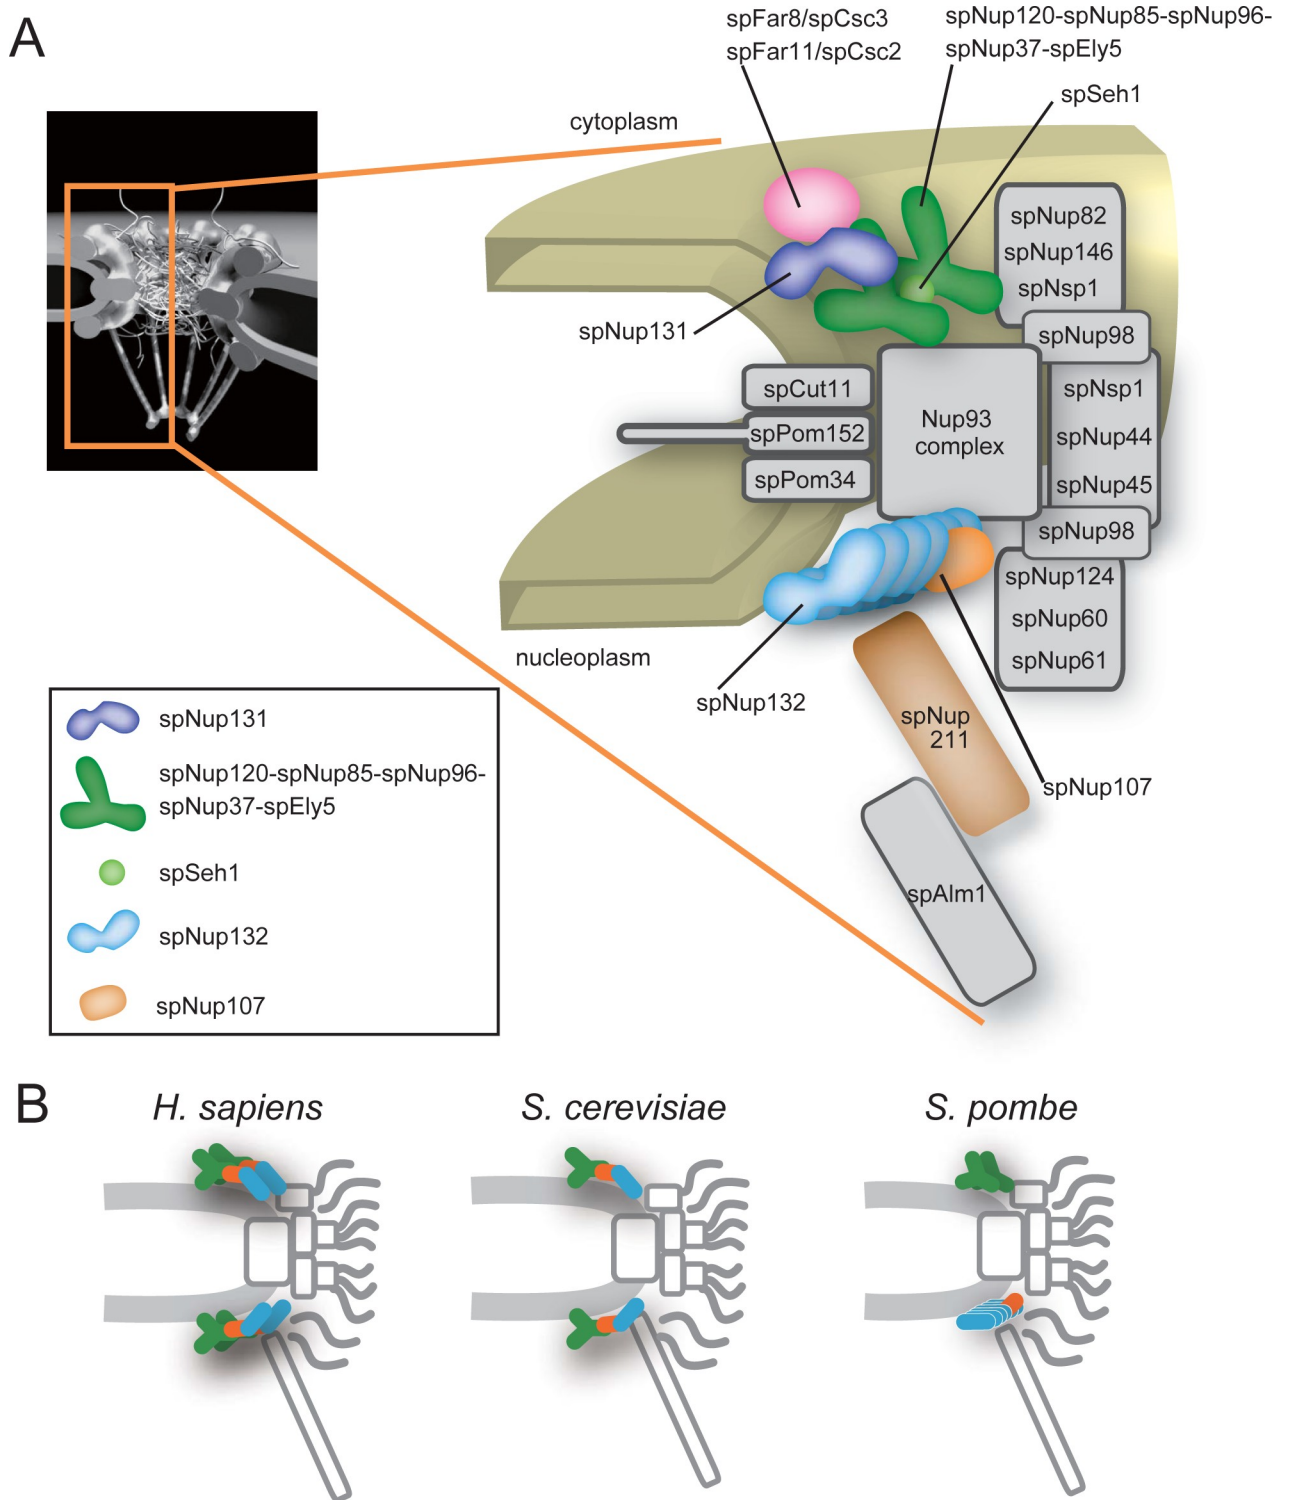 A
spFar8/spCsc3
spFar11/spCsc2
spNup120-spNup85-spNup96-
spNup37-spEly5
spSeh1
cytoplasm
spNup82
spNup146
spNsp1
spNup131
spNup98
spCut11
spNsp1
Nup93
complex
spPom152
spNup44
spPom34
spNup45
spNup98
spNup124
spNup60
spNup61
nucleoplasm
spNup132
spNup
211
spNup107
spAlm1
spNup131
spNup120-spNup85-spNup96-
spNup37-spEly5
spSeh1
spNup132
spNup107
B
H. sapiens
S. cerevisiae
S. pombe